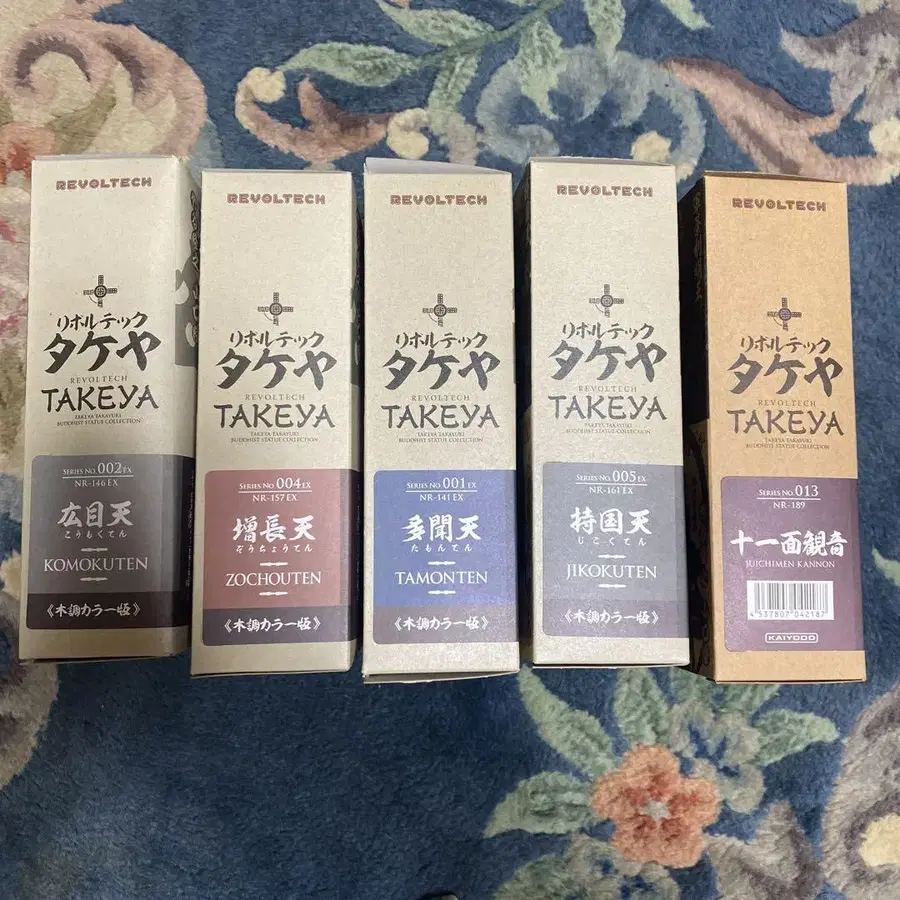 REVOLTECH
リボルテック
タケヤ
REVOLTECH
TAKEYA
TAKEYA TAKAYUKI
BUDDHIST STATUE COLLECTION
SERIES NO.002EX
NR-146EX
広目天
こうもくてん
KOMOKUTEN
《木調カラー版》
REVOLTECH
リボルテック
タケヤ
REVOLTECH
TAKEYA
TAKEYA TAKAYUKI
BUDDHIST STATUE COLLECTION
SERIES NO.004EX
NR-157EX
増長天
ぞうちょうてん
ZOCHOUTEN
《木調カラー版》
REVOLTECH
リボルテック
タケヤ
REVOLTECH
TAKEYA
TAKEYA TAKAYUKI
BUDDHIST STATUE COLLECTION
SERIES NO.001EX
NR-141EX
多聞天
たもんてん
TAMONTEN
《木調カラー版》
REVOLTECH
リボルテック
タケヤ
REVOLTECH
TAKEYA
TAKEYA TAKAYUKI
BUDDHIST STATUE COLLECTION
SERIES NO.005EX
NR-161EX
持国天
じこくてん
JIKOKUTEN
《木調カラー版》
REVOLTECH
リボルテック
タケヤ
REVOLTECH
TAKEYA
TAKEYA TAKAYUKI
BUDDHIST STATUE COLLECTION
SERIES NO.013
NR-189
十一面観音
JUICHIMEN KANNON
4 537807 042187
KAIYODO